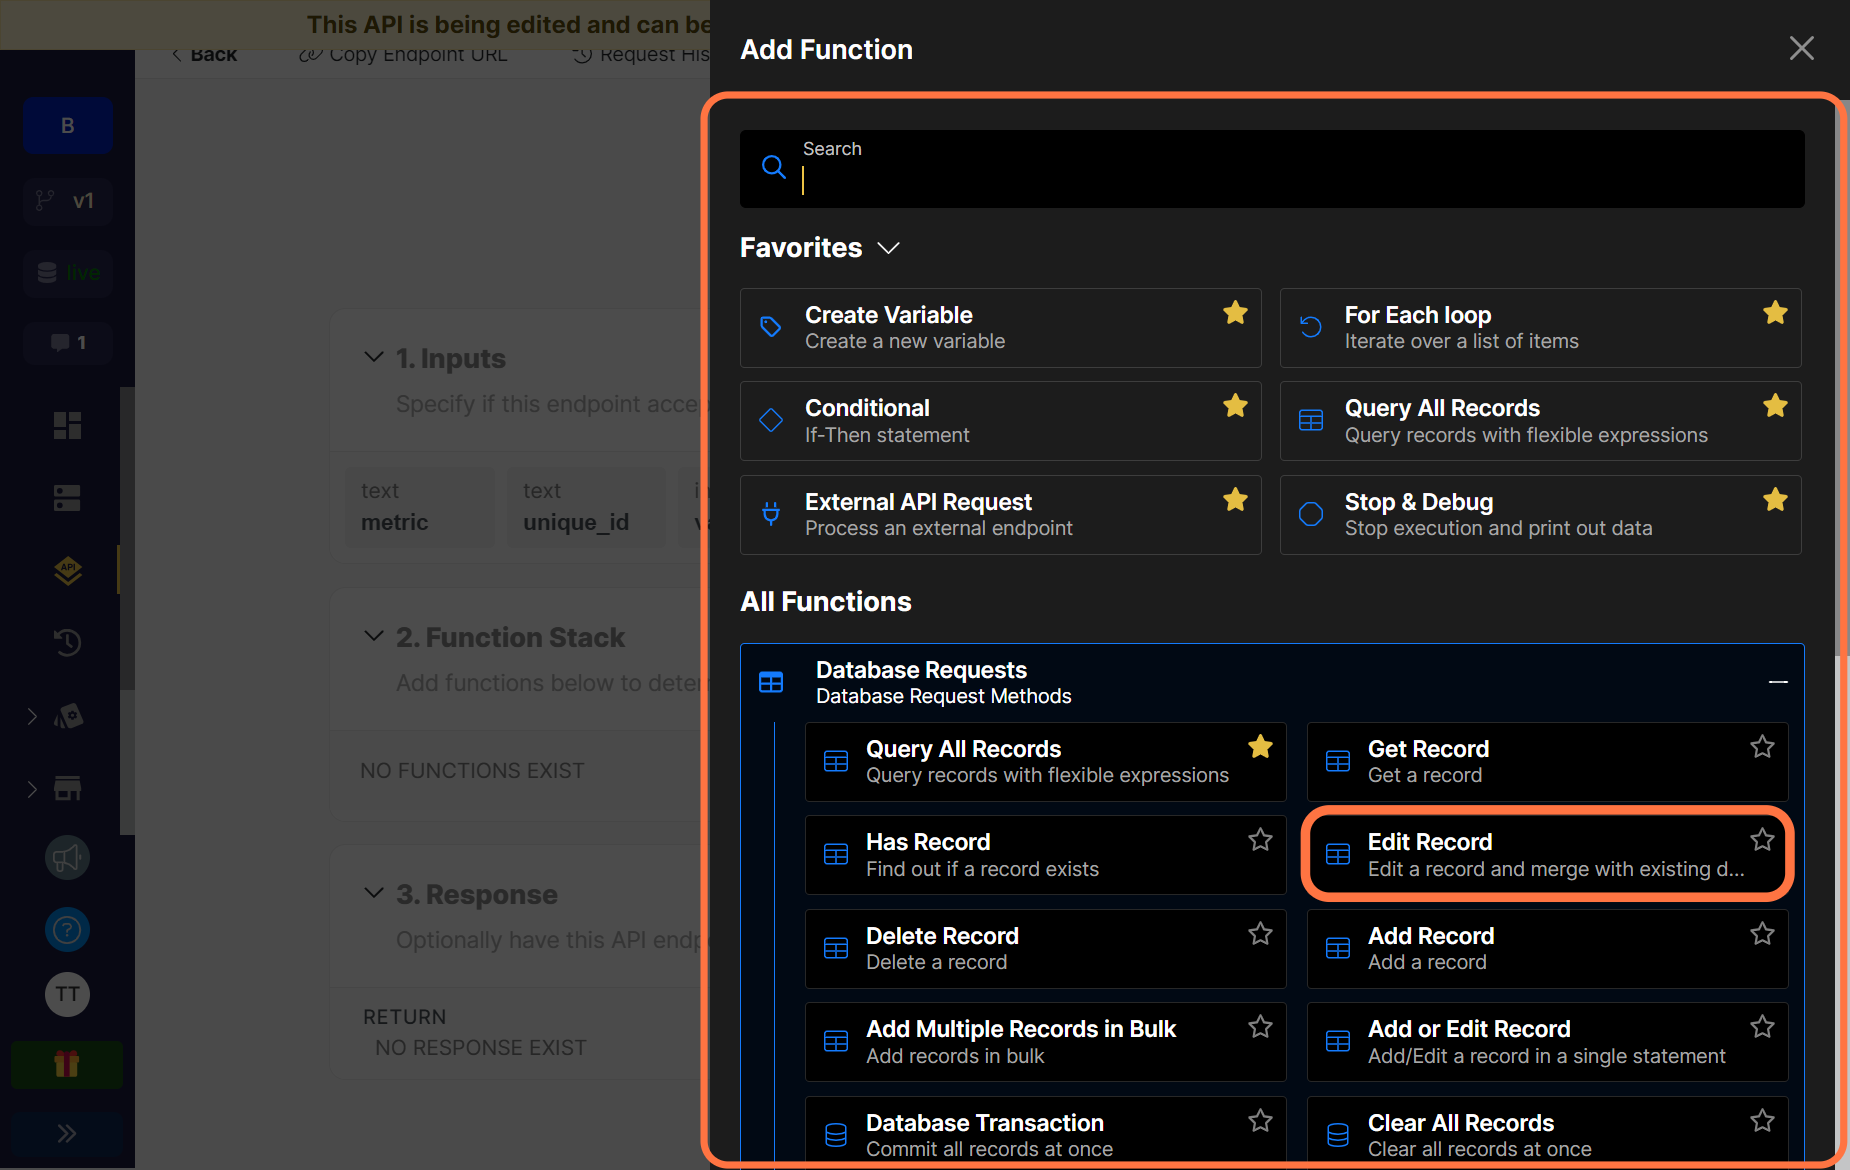 This API is being edited and can be
Back
Copy Endpoint URL
Request His
B
v1
live
1
API
?
TT
1. Inputs
Specify if this endpoint accep
text
metric
text
unique_id
in
va
2. Function Stack
Add functions below to deter
NO FUNCTIONS EXIST
3. Response
Optionally have this API endp
RETURN
NO RESPONSE EXIST
Add Function
Search
Favorites
Create Variable
Create a new variable
For Each loop
Iterate over a list of items
Conditional
If-Then statement
Query All Records
Query records with flexible expressions
External API Request
Process an external endpoint
Stop & Debug
Stop execution and print out data
All Functions
Database Requests
Database Request Methods
Query All Records
Query records with flexible expressions
Get Record
Get a record
Has Record
Find out if a record exists
Edit Record
Edit a record and merge with existing d...
Delete Record
Delete a record
Add Record
Add a record
Add Multiple Records in Bulk
Add records in bulk
Add or Edit Record
Add/Edit a record in a single statement
Database Transaction
Commit all records at once
Clear All Records
Clear all records at once